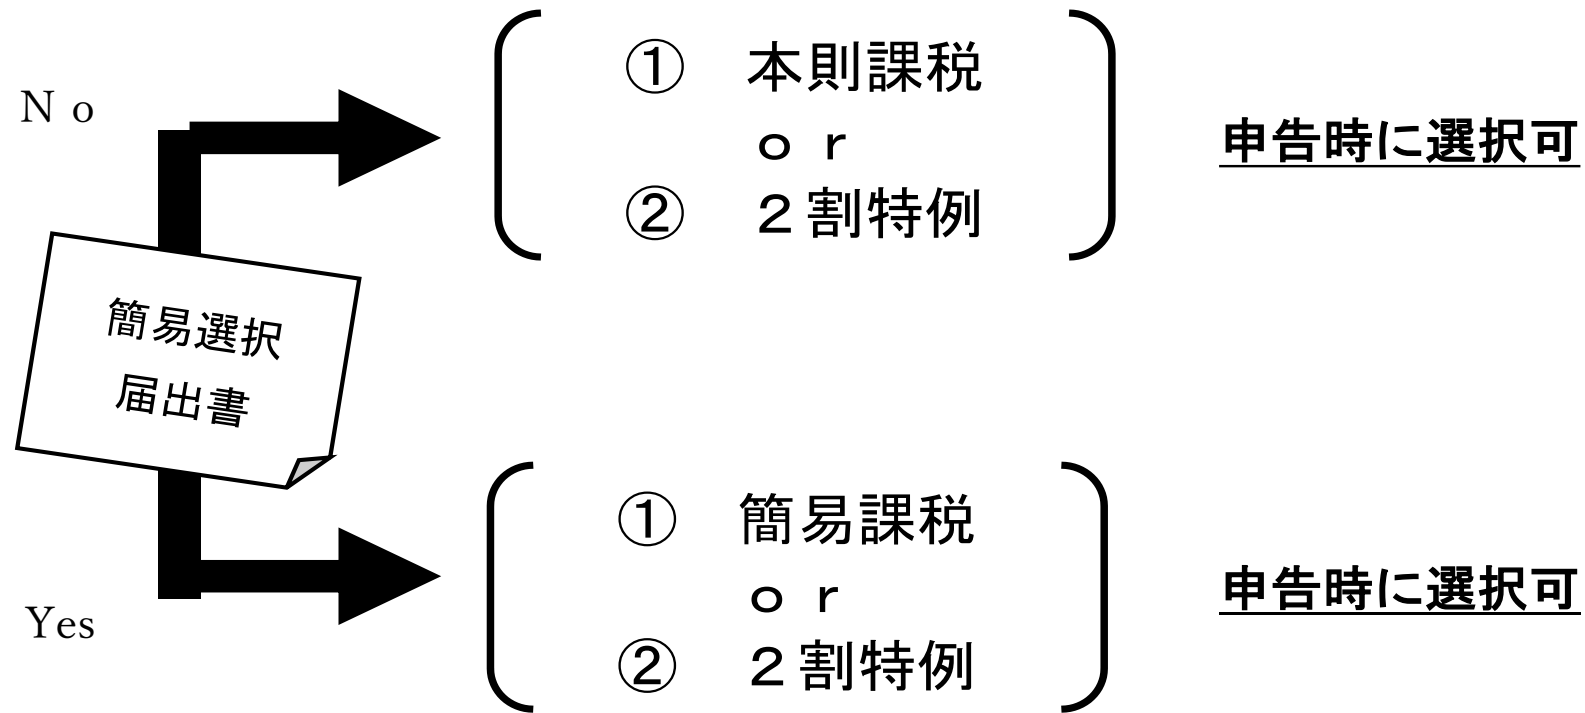 No
① 本則課税
or
② ２割特例
申告時に選択可
簡易選択
届出書
Yes
① 簡易課税
or
② ２割特例
申告時に選択可